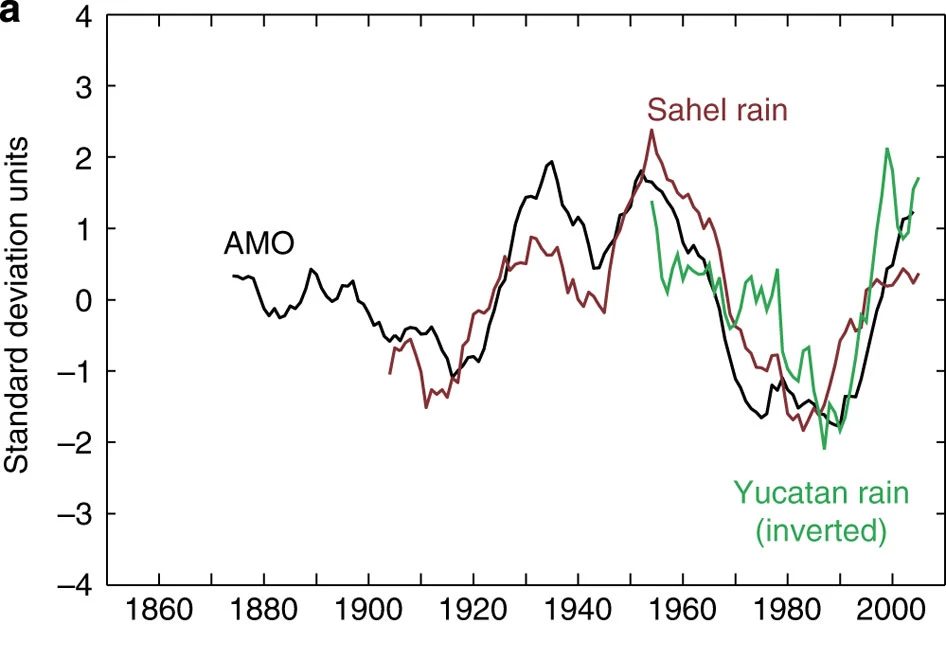 a
4
3
2
1
0
−1
−2
−3
−4
Standard deviation units
AMO
Sahel rain
Yucatan rain
(inverted)
1860 1880 1900 1920 1940 1960 1980 2000